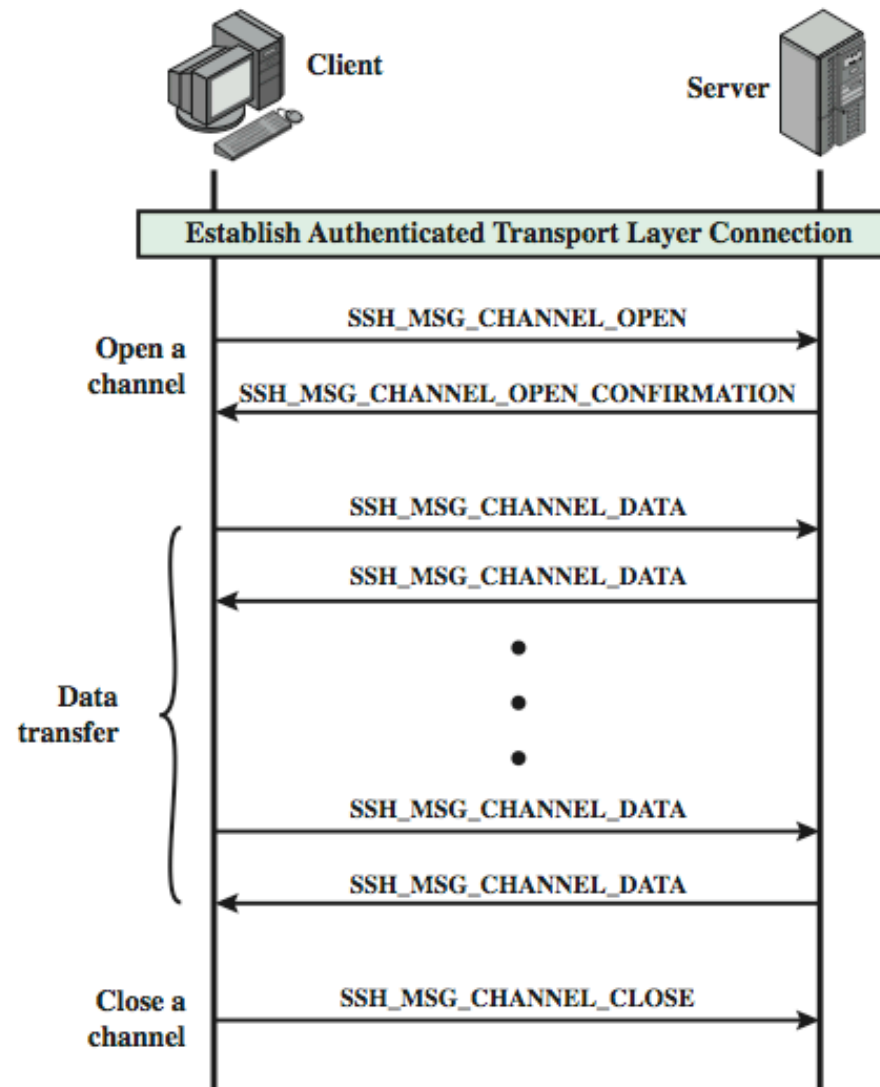 Client
Server
Establish Authenticated Transport Layer Connection
SSH_MSG_CHANNEL_OPEN
Open a
channel
SSH_MSG_CHANNEL_OPEN_CONFIRMATION
SSH_MSG_CHANNEL_DATA
SSH_MSG_CHANNEL_DATA
Data
transfer
SSH_MSG_CHANNEL_DATA
SSH_MSG_CHANNEL_DATA
SSH_MSG_CHANNEL_CLOSE
Close a
channel